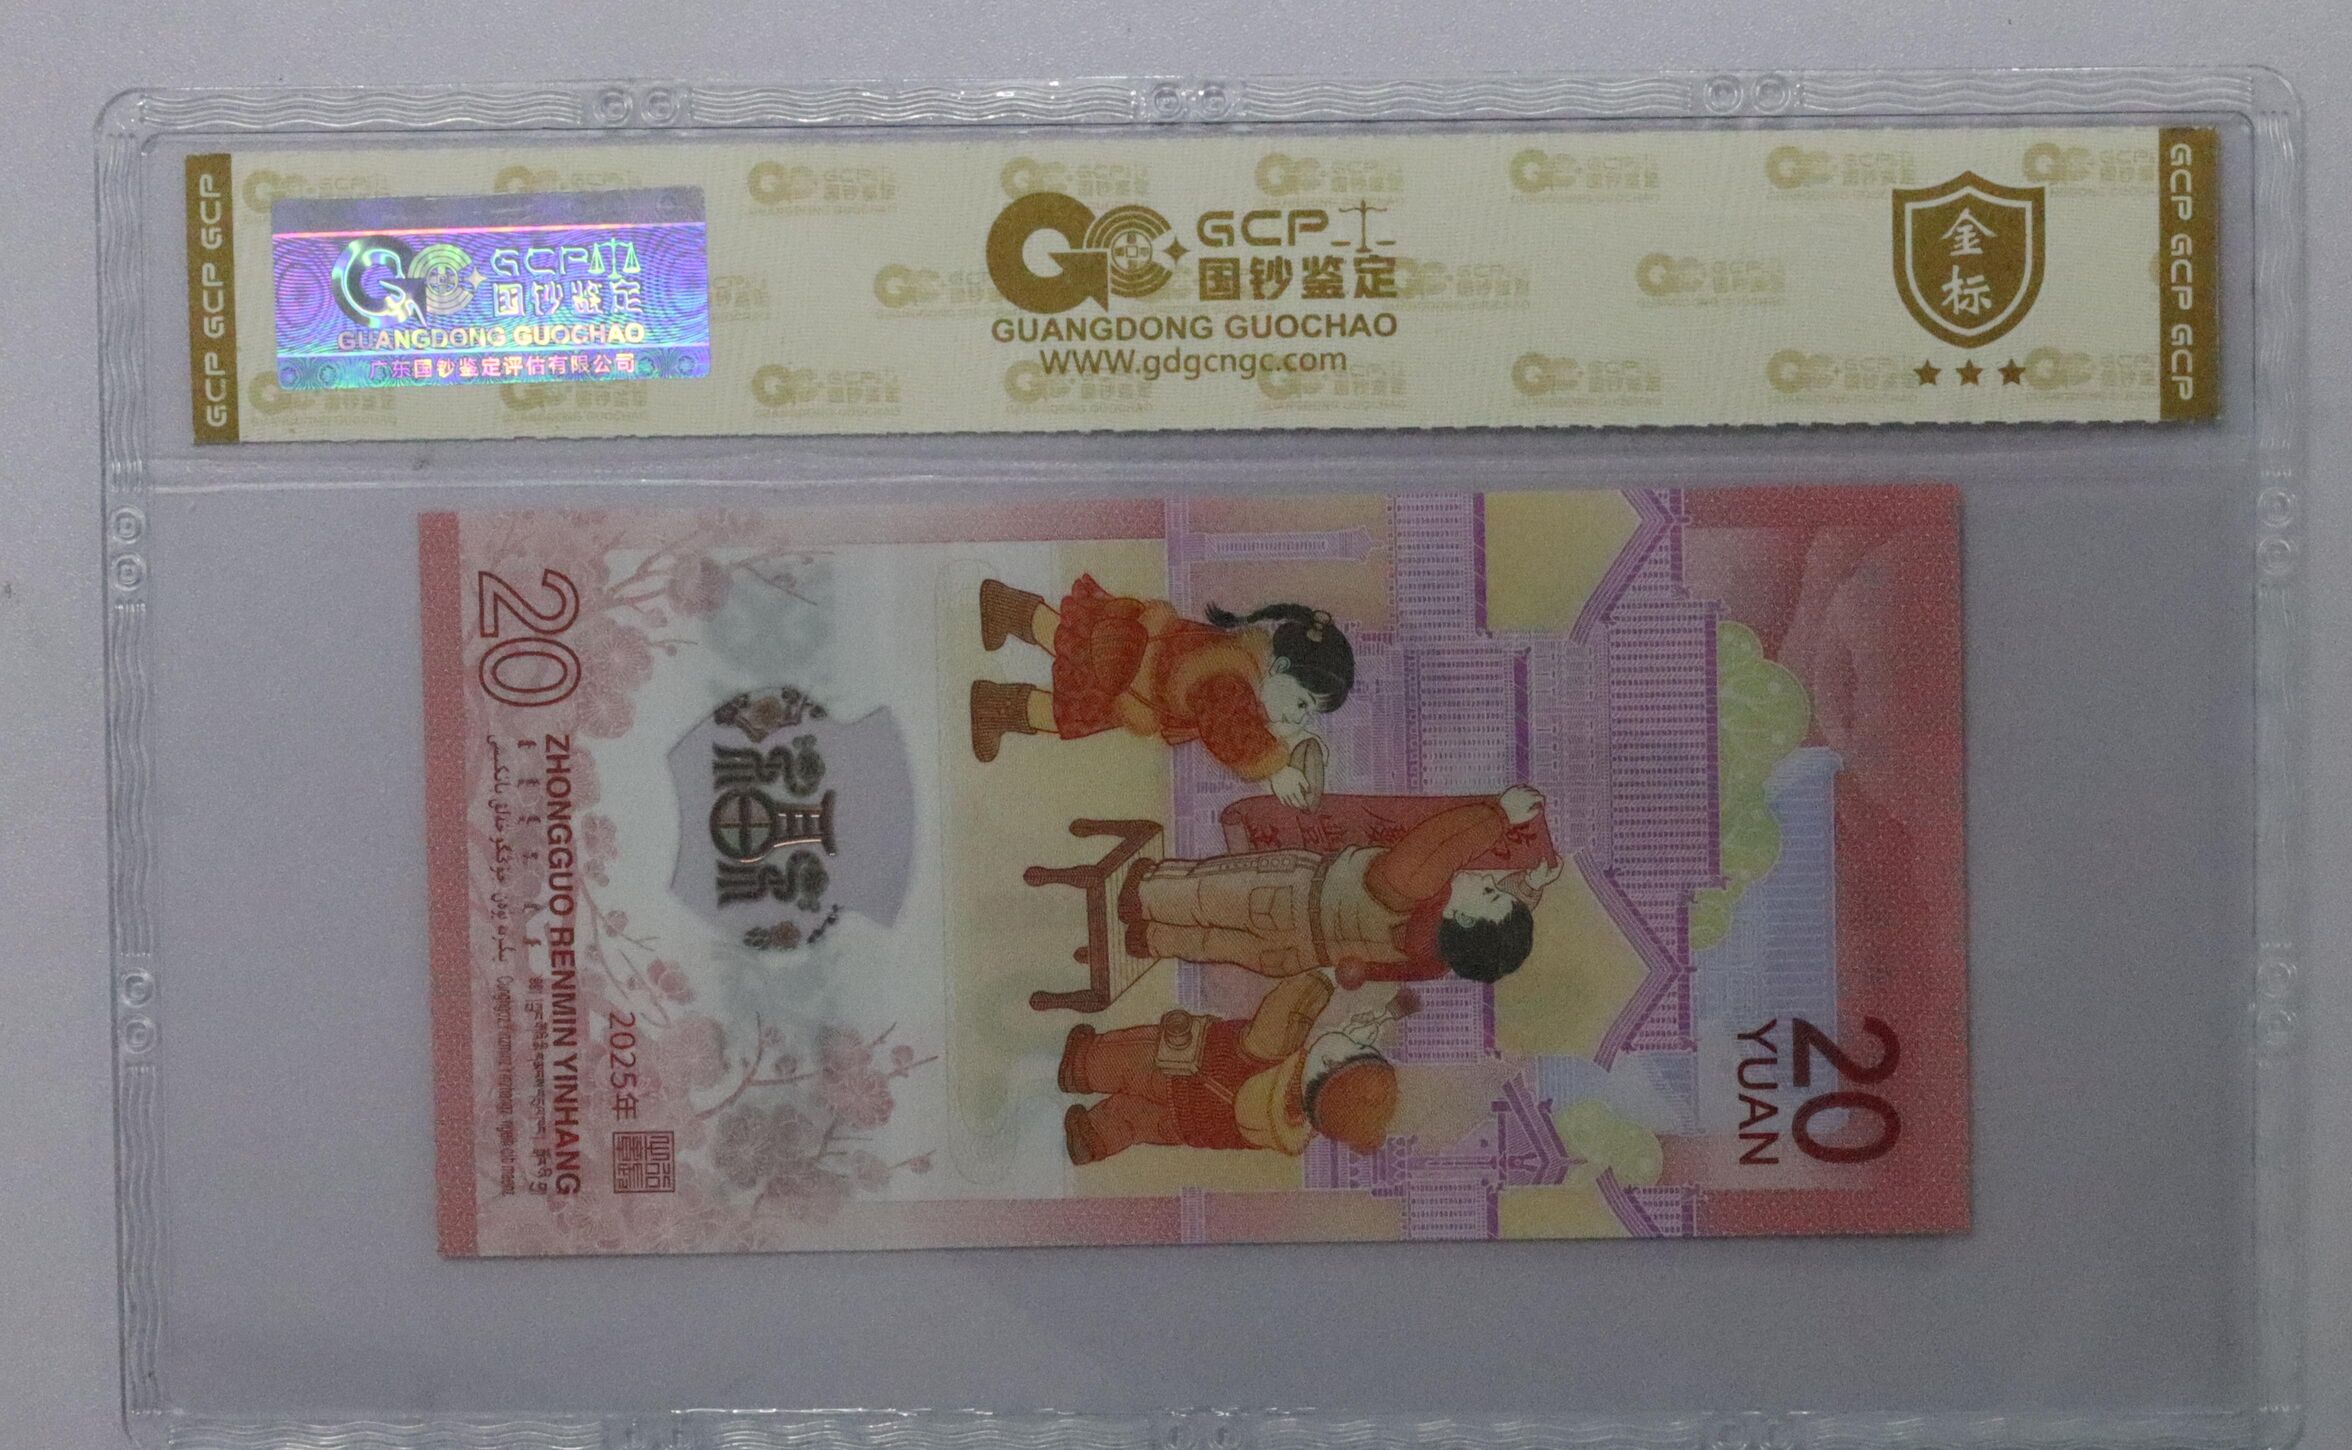 GCP GCP GCP
GCP
国钞鉴定
GUANGDONG GUOCHAO
广东国钞鉴定评估有限公司
GCP
国钞鉴定
GUANGDONG GUOCHAO
WWW.gdgcngc.com
金标
GCP GCP GCP
20
YUAN
2025年
ZHONGGUO RENMIN YINHANG
20